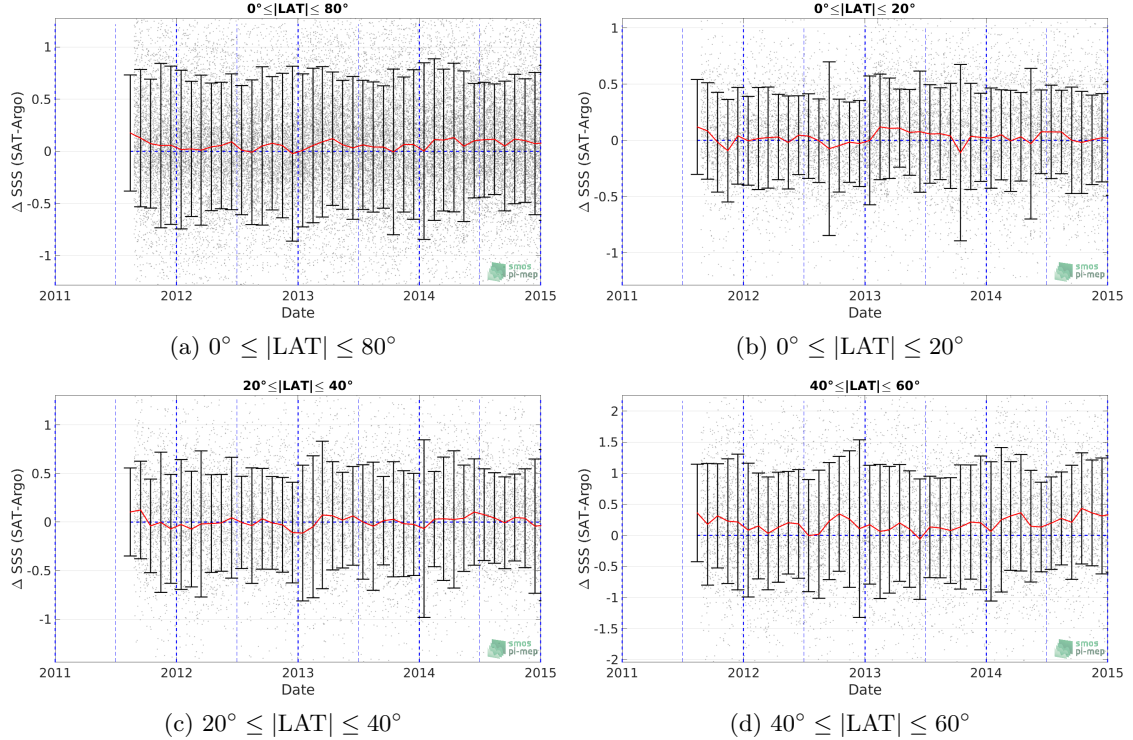 0°≤|LAT|≤ 80°
Δ SSS (SAT-Argo)
1
0.5
0
-0.5
-1
smos
pi-mep
2011 2012 2013 2014 2015
Date
(a) 0° ≤ |LAT| ≤ 80°
0°≤|LAT|≤ 20°
Δ SSS (SAT-Argo)
1
0.5
0
-0.5
-1
smos
pi-mep
2011 2012 2013 2014 2015
Date
(b) 0° ≤ |LAT| ≤ 20°
20°≤|LAT|≤ 40°
Δ SSS (SAT-Argo)
1
0.5
0
-0.5
-1
smos
pi-mep
2011 2012 2013 2014 2015
Date
(c) 20° ≤ |LAT| ≤ 40°
40°≤|LAT|≤ 60°
Δ SSS (SAT-Argo)
2
1.5
1
0.5
0
-0.5
-1
-1.5
-2
smos
pi-mep
2011 2012 2013 2014 2015
Date
(d) 40° ≤ |LAT| ≤ 60°